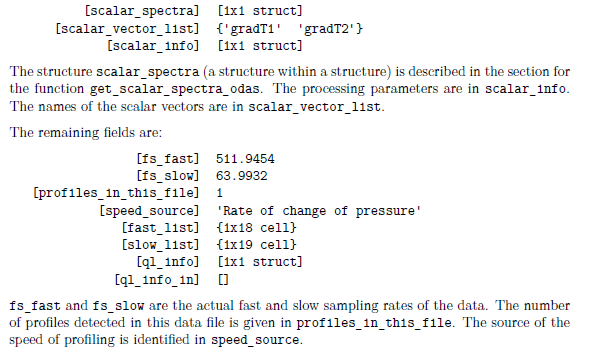 [scalar_spectra] [1x1 struct]
[scalar_vector_list] {'gradT1' 'gradT2'}
[scalar_info] [1x1 struct]
The structure scalar_spectra (a structure within a structure) is described in the section for
the function get_scalar_spectra_odas. The processing parameters are in scalar_info.
The names of the scalar vectors are in scalar_vector_list.
The remaining fields are:
[fs_fast] 511.9454
[fs_slow] 63.9932
[profiles_in_this_file] 1
[speed_source] 'Rate of change of pressure'
[fast_list] {1x18 cell}
[slow_list] {1x19 cell}
[ql_info] [1x1 struct]
[ql_info_in] []
fs_fast and fs_slow are the actual fast and slow sampling rates of the data. The number
of profiles detected in this data file is given in profiles_in_this_file. The source of the
speed of profiling is identified in speed_source.